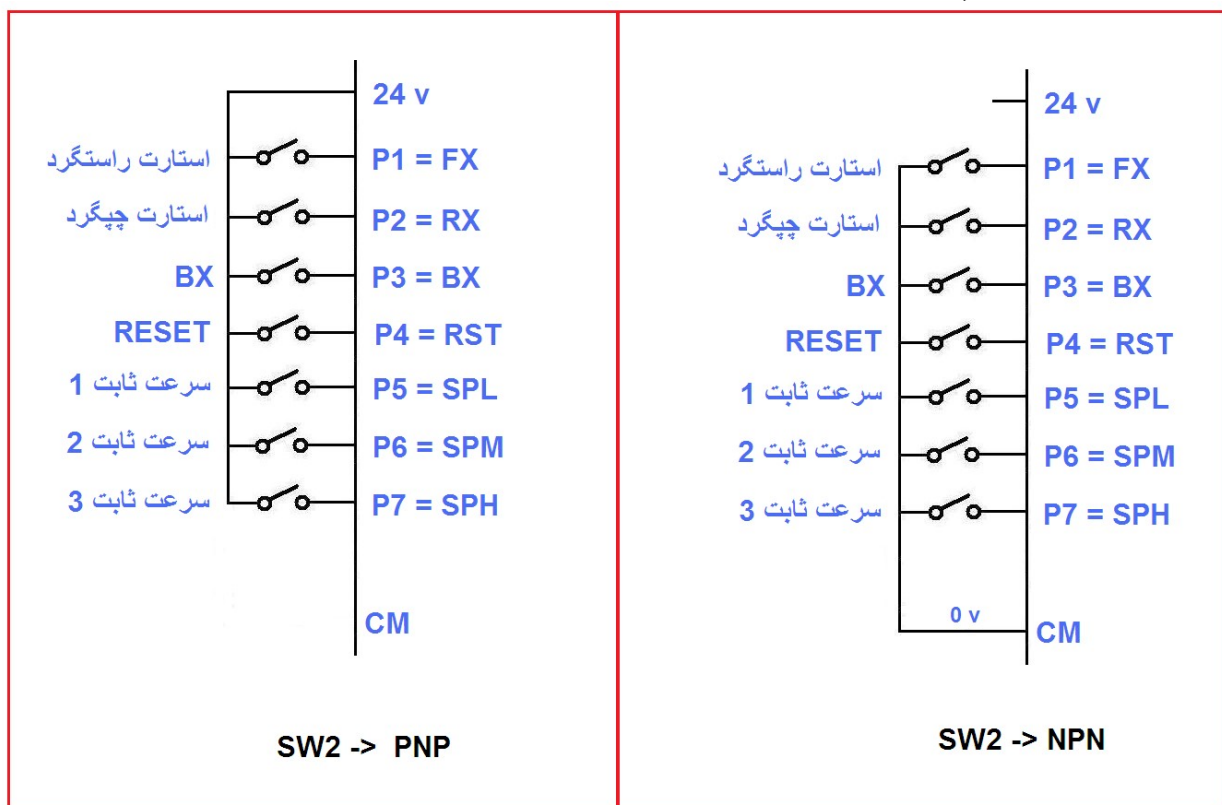 24 v
استارت راستگرد P1 = FX
استارت چپگرد P2 = RX
BX P3 = BX
RESET P4 = RST
سرعت ثابت 1 P5 = SPL
سرعت ثابت 2 P6 = SPM
سرعت ثابت 3 P7 = SPH
CM
SW2 -> PNP
24 v
استارت راستگرد P1 = FX
استارت چپگرد P2 = RX
BX P3 = BX
RESET P4 = RST
سرعت ثابت 1 P5 = SPL
سرعت ثابت 2 P6 = SPM
سرعت ثابت 3 P7 = SPH
0 v
CM
SW2 -> NPN